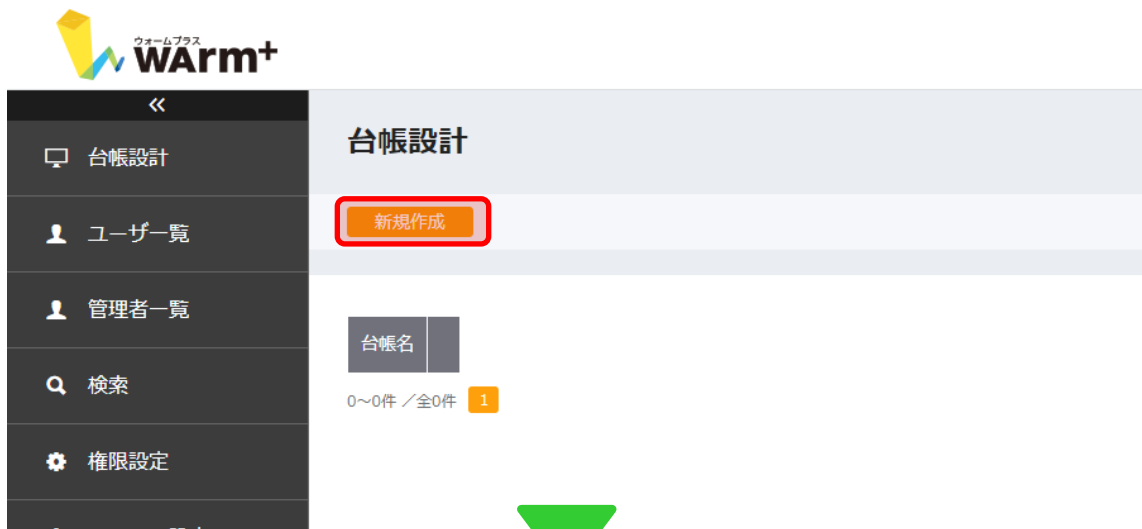 ウォームプラス
WArm+
«
台帳設計
ユーザ一覧
管理者一覧
検索
権限設定
台帳設計
新規作成
台帳名
0～0件 ／全0件 1